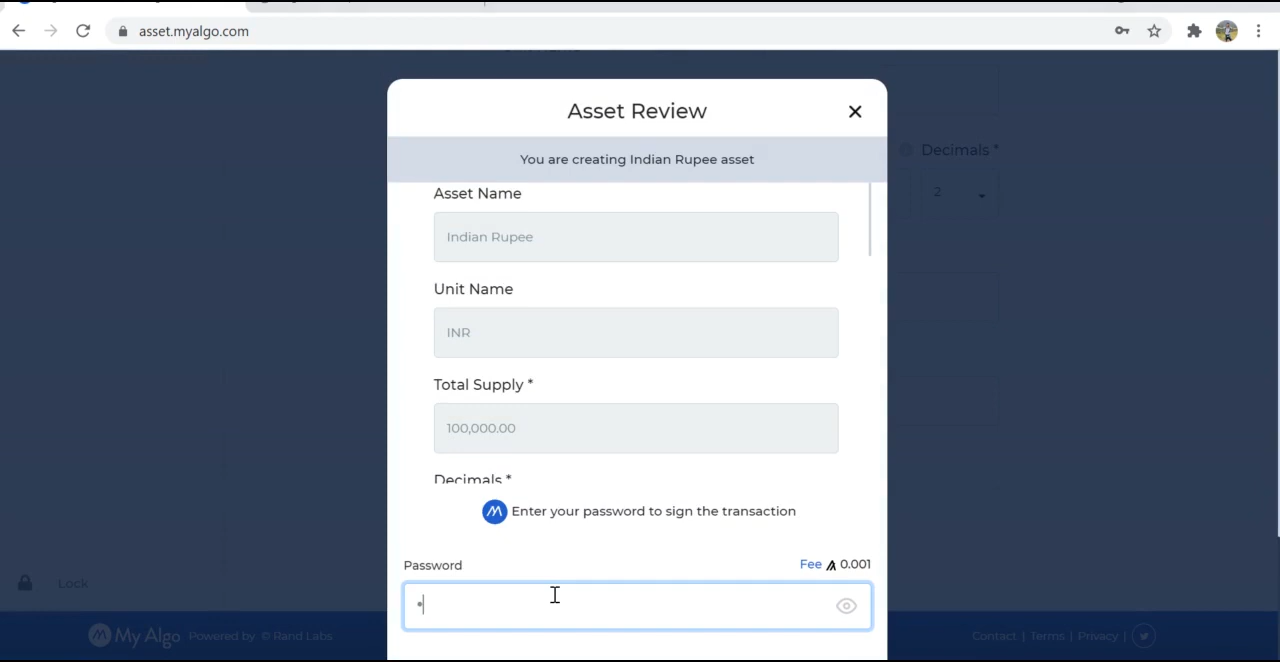 asset.myalgo.com
Asset Review
You are creating Indian Rupee asset
Decimals *
2
Asset Name
Indian Rupee
Unit Name
INR
Total Supply *
100,000.00
Decimals *
Enter your password to sign the transaction
Password
Fee 0.001
Lock
My Algo Powered by © Rand Labs
Contact | Terms | Privacy |